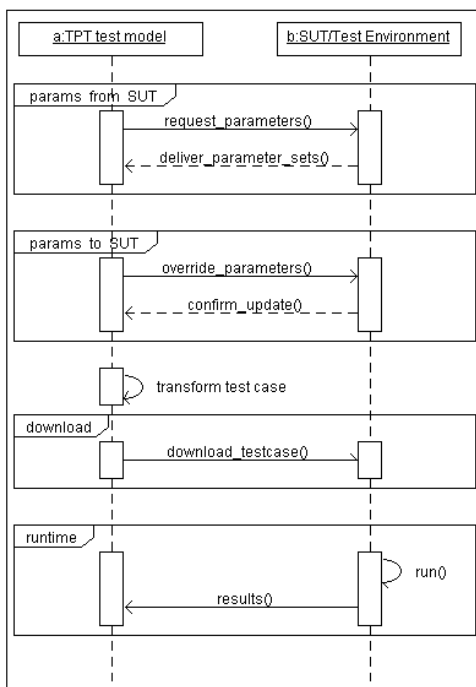 a:TPT test model
b:SUT/Test Environment
params from SUT
request_parameters()
deliver_parameter_sets()
params to SUT
override_parameters()
confirm_update()
transform test case
download
download_testcase()
runtime
run()
results()